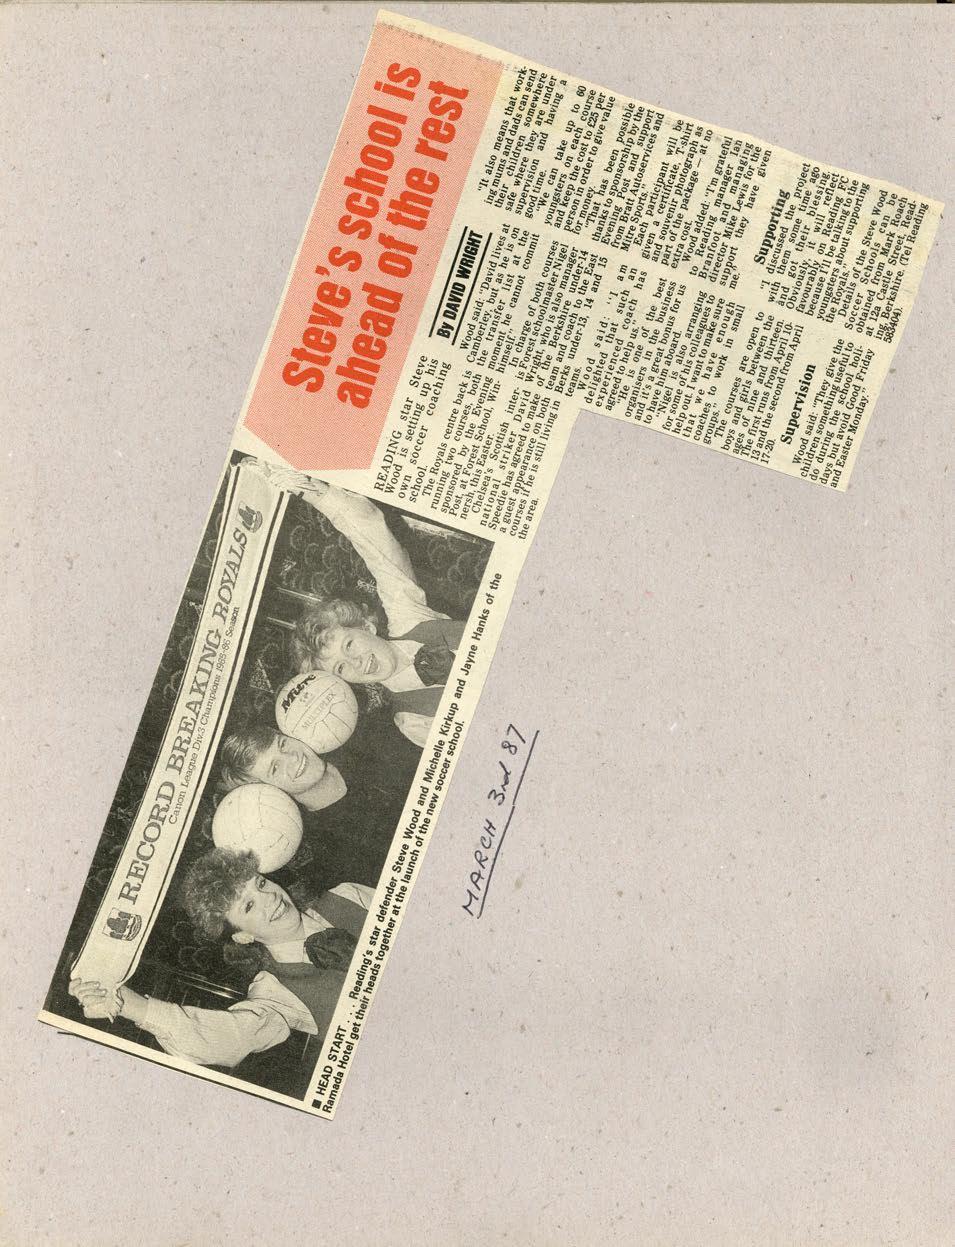 Steve's school is
ahead of the rest
By DAVID WRIGHT
READING star Steve
Wood is setting up his
own soccer coaching
school.
The Royals centre back is
running two courses, both
sponsored by the Evening
Post, at Forest School, Win-
nersh, this Easter.
Chelsea's Scottish inter-
national striker David
Speedie has agreed to make
a guest appearance on both
courses if he is still living in
the area.
Wood said: "David lives at
Camberley, but as he is on
the transfer list at the
moment, he cannot commit
himself."
In charge of both courses
is Forest schoolmaster Nigel
Wright, who is also manager
of the Berkshire under-14
team and coach to the East
Berks under-13, 14 and 15
teams.
Wood said: "I am
delighted that such an
experienced coach has
agreed to help us.
"He is one of the best
organisers in the business
and it's a great bonus for us
to have him aboard.
"Nigel is also arranging
for some of his colleagues to
help out. I want to make sure
that we have enough
coaches to work in small
groups."
The courses are open to
boys and girls between the
ages of nine and thirteen.
The first runs from April 10-
13 and the second from April
17-20.
Supervision
Wood said: "They give the
children something useful to
do during the school holi-
days but avoid Good Friday
and Easter Monday.
"It also means that work-
ing mums and dads can send
their children somewhere
safe where they are under
supervision and having a
good time.
"We can take up to 60
youngsters on each course
and keep the cost to £25 per
person in order to give value
for money.
"That has been possible
thanks to sponsorship by the
Evening Post and support
from Bratt Autoservices and
Mitre Sports."
Each participant will be
given a certificate, T-shirt
and souvenir photograph as
part of the package — at no
extra cost.
Wood added: "I'm grateful
to Reading manager Ian
Branfoot and managing
director Mike Lewis for the
support they have given
me."
Supporting
"I discussed the project
with them some time ago
and got their blessing.
Obviously, it will reflect
favourably on Reading FC
because I'll be talking to the
youngsters about supporting
the Royals."
Details of the Steve Wood
Soccer Schools can be
obtained from Mark Roach
at 12a Castle Street, Read-
ing, Berkshire. (Tel Reading
583404).
RECORD BREAKING ROYALS
Canon League Div.3 Champions 1985-86 Season
MITRE
MULTIPLEX
■ HEAD START . . . Reading's star defender Steve Wood and Michelle Kirkup and Jayne Hanks of the
Ramada Hotel get their heads together at the launch of the new soccer school.
MARCH 3rd 87